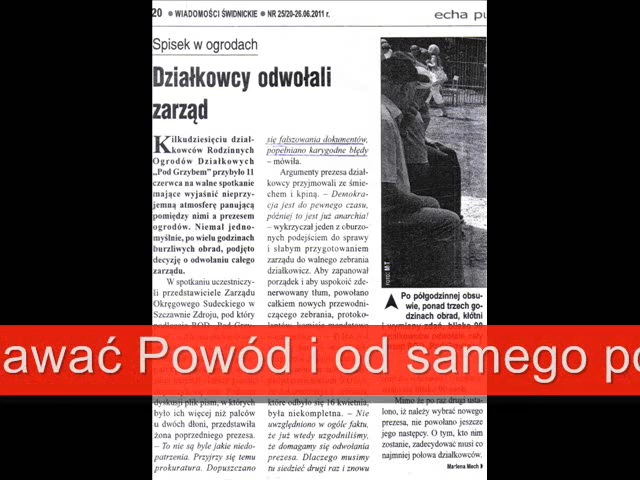 20 ● WIADOMOŚCI ŚWIDNICKIE ● NR 25/20-26.06.2011 r.
echa pu
Spisek w ogrodach
Działkowcy odwołali
zarząd
Kilkudziesięciu dział-
kowców Rodzinnych
Ogrodów Działkowych
„Pod Grzybem” przybyło 11
czerwca na walne spotkanie
mające wyjaśnić nieprzy-
jemną atmosferę panującą
pomiędzy nimi a prezesem
ogrodów. Niemal jedno-
myślnie, po wielu godzinach
burzliwych obrad, podjęto
decyzję o odwołaniu całego
zarządu.
W spotkaniu uczestniczy-
li przedstawiciele Zarządu
Okręgowego Sudeckiego w
Szczawnie Zdroju, pod który
dyskusji plik pism, w których
było ich więcej niż palców
u dwóch dłoni, przedstawiła
żona poprzedniego prezesa.
– To nie są byle jakie niedo-
patrzenia. Przyjrzy się temu
prokuratura. Dopuszczano
się fałszowania dokumentów,
popełniano karygodne błędy
– mówiła.
Argumenty prezesa dział-
kowcy przyjmowali ze śmie-
chem i kpiną. – Demokra-
cja jest do pewnego czasu,
później to jest już anarchia!
– wykrzyczał jeden z oburzo-
nych podejściem do sprawy
i słabym przygotowaniem
zarządu do walnego zebrania
działkowicz. Aby zapanował
porządek i aby uspokoić zde-
nerwowany tłum, powołano
całkiem nowych przewodni-
czącego zebrania, protoko-
które odbyło się 16 kwietnia,
była niekompletna. – Nie
uwzględniono w ogóle faktu,
że już wtedy uzgodniliśmy,
że domagamy się odwołania
prezesa. Dlaczego musimy
tu siedzieć drugi raz i znowu
FOTO: MIT
Po półgodzinnej obsu-
wie, ponad trzech go-
dzinach obrad, kłótni
Mimo że po raz drugi usta-
lono, iż należy wybrać nowego
prezesa, nie powołano jeszcze
jego następcy. O tym, kto nim
zostanie, zadecydować musi co
najmniej połowa działkowców.
Marlena Mech
awać Powód i od samego po